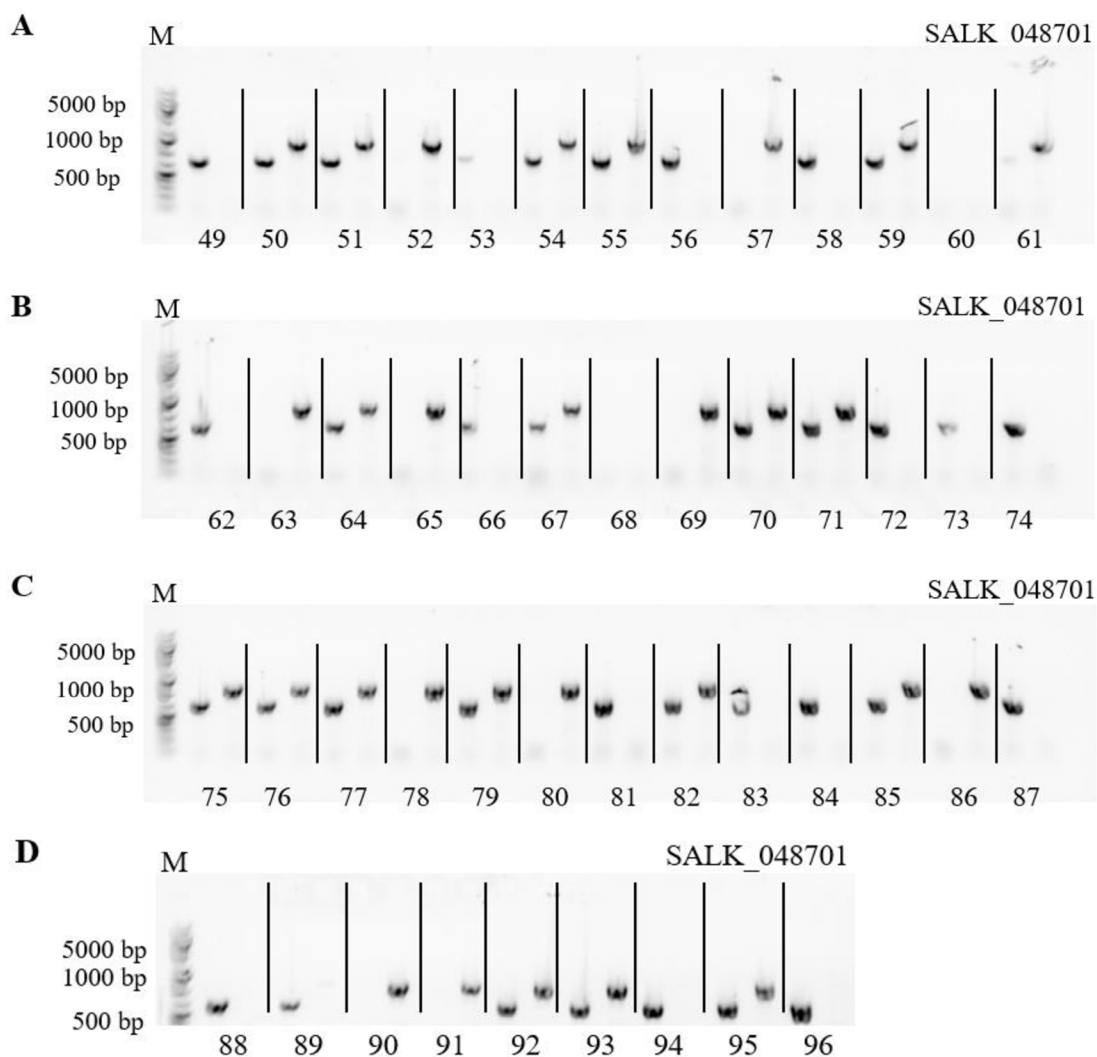 A
M SALK_048701
5000 bp
1000 bp
500 bp
49 50 51 52 53 54 55 56 57 58 59 60 61
B
M SALK_048701
5000 bp
1000 bp
500 bp
62 63 64 65 66 67 68 69 70 71 72 73 74
C
M SALK_048701
5000 bp
1000 bp
500 bp
75 76 77 78 79 80 81 82 83 84 85 86 87
D
M SALK_048701
5000 bp
1000 bp
500 bp
88 89 90 91 92 93 94 95 96